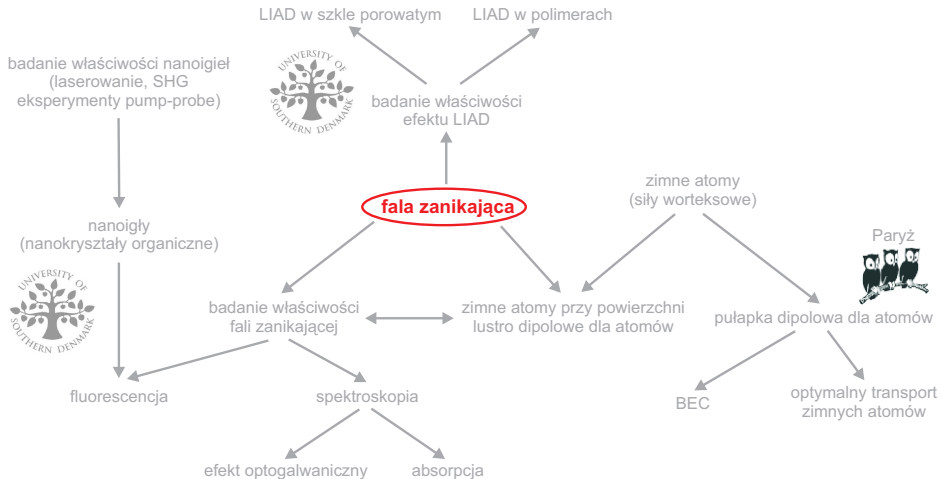 LIAD w szkle porowatym
LIAD w polimerach
badanie właściwości nanoigieł
(laserowanie, SHG
eksperymenty pump-probe)
UNIVERSITY OF
SOUTHERN DENMARK
badanie właściwości
efektu LIAD
fala zanikająca
zimne atomy
(siły worteksowe)
nanoigły
(nanokryształy organiczne)
Paryż
UNIVERSITY OF
SOUTHERN DENMARK
badanie właściwości
fali zanikającej
zimne atomy przy powierzchni
lustro dipolowe dla atomów
pułapka dipolowa dla atomów
fluorescencja
spektroskopia
BEC
optymalny transport
zimnych atomów
efekt optogalwaniczny
absorpcja